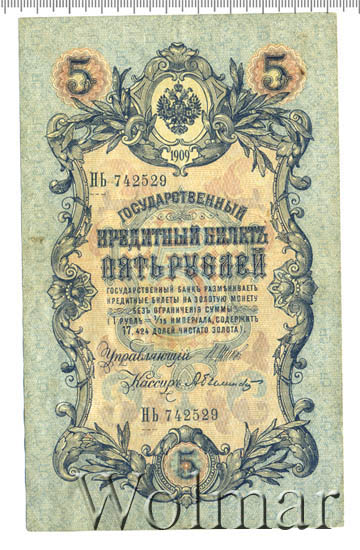 5 5
1909
НЬ 742529
ГОСУДАРСТВЕННЫЙ
КРЕДИТНЫЙ БИЛЕТЪ
ПЯТЬ РУБЛЕЙ
ГОСУДАРСТВЕННЫЙ БАНКЪ РАЗМѢНИВАЕТЪ
КРЕДИТНЫЕ БИЛЕТЫ НА ЗОЛОТУЮ МОНЕТУ
БЕЗЪ ОГРАНИЧЕНІЯ СУММЫ
(1 РУБЛЬ = 1/15 ИМПЕРІАЛА, СОДЕРЖИТЪ
17,424 ДОЛЕЙ ЧИСТАГО ЗОЛОТА).
Управляющій
Кассиръ
НЬ 742529
5
Wolmar